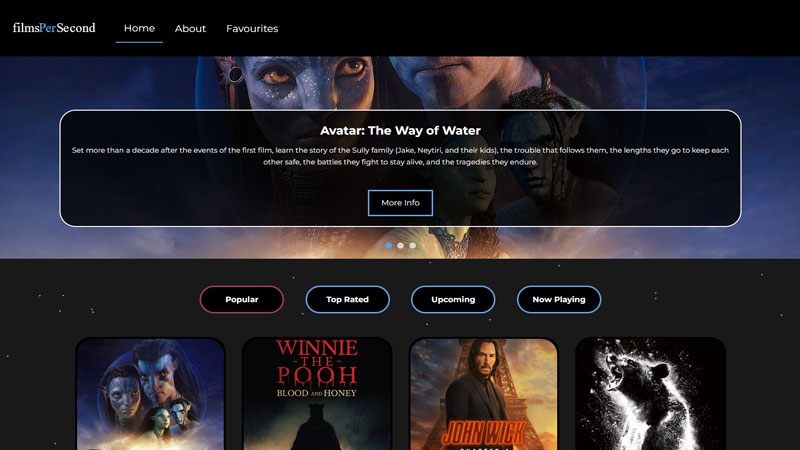 filmsPerSecond
Home
About
Favourites
Avatar: The Way of Water
Set more than a decade after the events of the first film, learn the story of the Sully family (Jake, Neytiri, and their kids), the trouble that follows them, the lengths they go to keep each
other safe, the battles they fight to stay alive, and the tragedies they endure.
More Info
Popular
Top Rated
Upcoming
Now Playing
WINNIE
-THE-
POOH
BLOOD AND HONEY
JOHN WICK